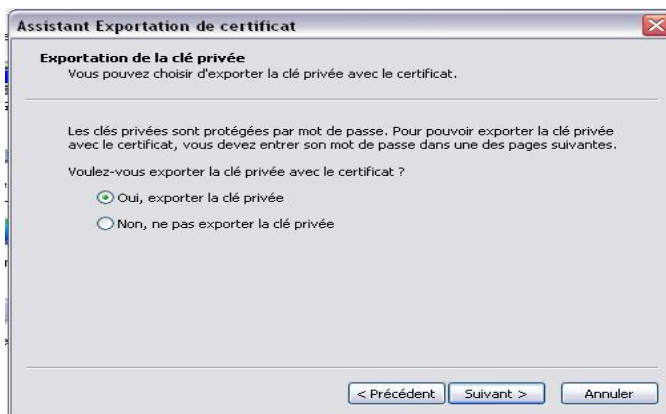 Assistant Exportation de certificat
Exportation de la clé privée
Vous pouvez choisir d'exporter la clé privée avec le certificat.
Les clés privées sont protégées par mot de passe. Pour pouvoir exporter la clé privée
avec le certificat, vous devez entrer son mot de passe dans une des pages suivantes.
Voulez-vous exporter la clé privée avec le certificat ?
Oui, exporter la clé privée
Non, ne pas exporter la clé privée
< Précédent
Suivant >
Annuler